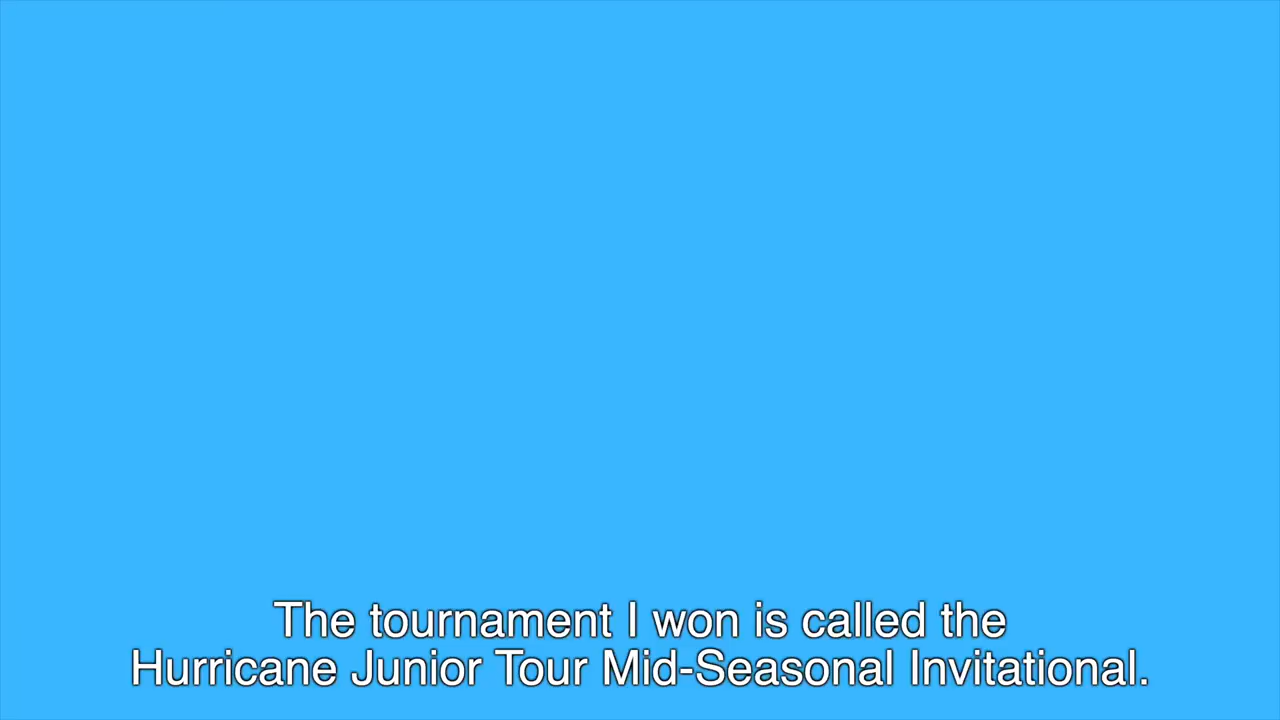 The tournament I won is called the
Hurricane Junior Tour Mid-Seasonal Invitational.